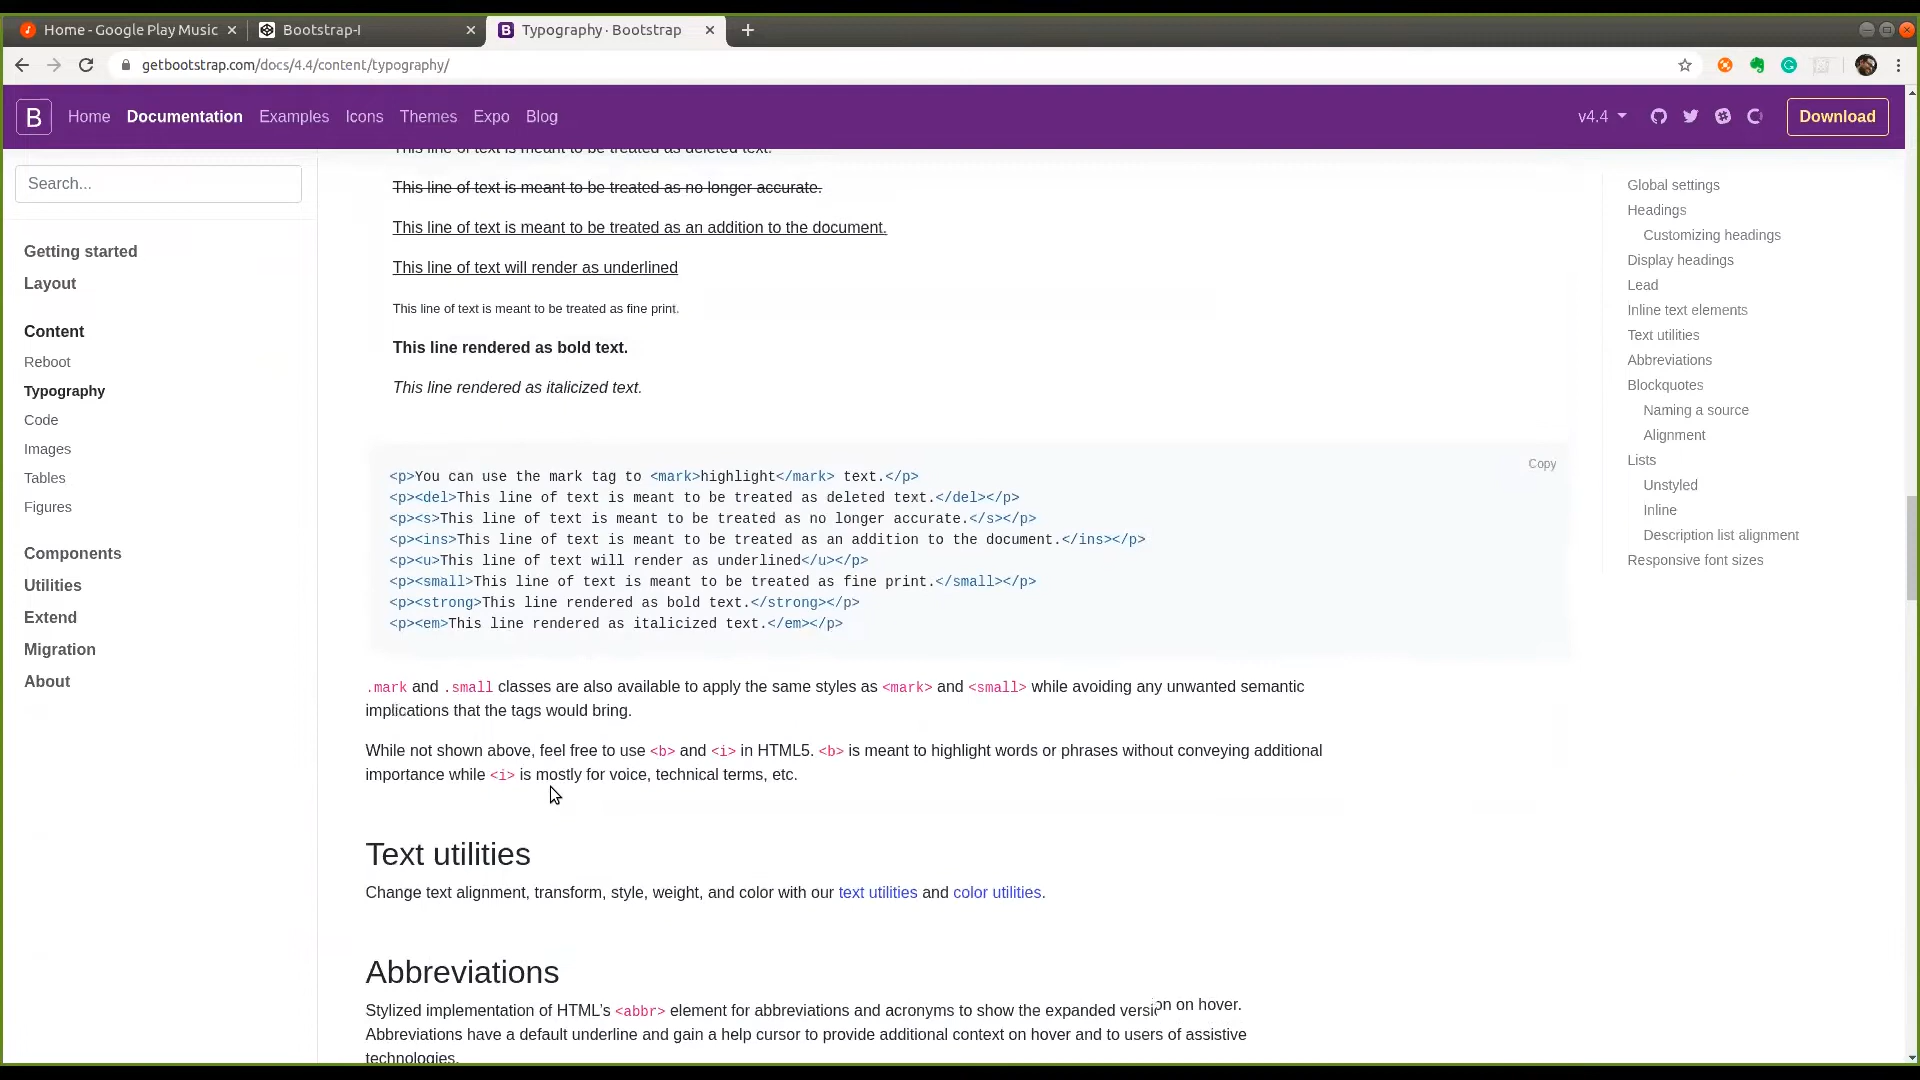 Home - Google Play Music
Bootstrap-I
Typography · Bootstrap
getbootstrap.com/docs/4.4/content/typography/
B Home Documentation Examples Icons Themes Expo Blog
v4.4
Download
Search...
Getting started
Layout
Content
Reboot
Typography
Code
Images
Tables
Figures
Components
Utilities
Extend
Migration
About
This line of text is meant to be treated as deleted text.
This line of text is meant to be treated as no longer accurate.
This line of text is meant to be treated as an addition to the document.
This line of text will render as underlined
This line of text is meant to be treated as fine print.
This line rendered as bold text.
This line rendered as italicized text.
Copy
<p>You can use the mark tag to <mark>highlight</mark> text.</p>
<p><del>This line of text is meant to be treated as deleted text.</del></p>
<p><s>This line of text is meant to be treated as no longer accurate.</s></p>
<p><ins>This line of text is meant to be treated as an addition to the document.</ins></p>
<p><u>This line of text will render as underlined</u></p>
<p><small>This line of text is meant to be treated as fine print.</small></p>
<p><strong>This line rendered as bold text.</strong></p>
<p><em>This line rendered as italicized text.</em></p>
.mark and .small classes are also available to apply the same styles as <mark> and <small> while avoiding any unwanted semantic
implications that the tags would bring.
While not shown above, feel free to use <b> and <i> in HTML5. <b> is meant to highlight words or phrases without conveying additional
importance while <i> is mostly for voice, technical terms, etc.
Text utilities
Change text alignment, transform, style, weight, and color with our text utilities and color utilities.
Abbreviations
Stylized implementation of HTML's <abbr> element for abbreviations and acronyms to show the expanded version on hover.
Abbreviations have a default underline and gain a help cursor to provide additional context on hover and to users of assistive
technologies.
Global settings
Headings
Customizing headings
Display headings
Lead
Inline text elements
Text utilities
Abbreviations
Blockquotes
Naming a source
Alignment
Lists
Unstyled
Inline
Description list alignment
Responsive font sizes